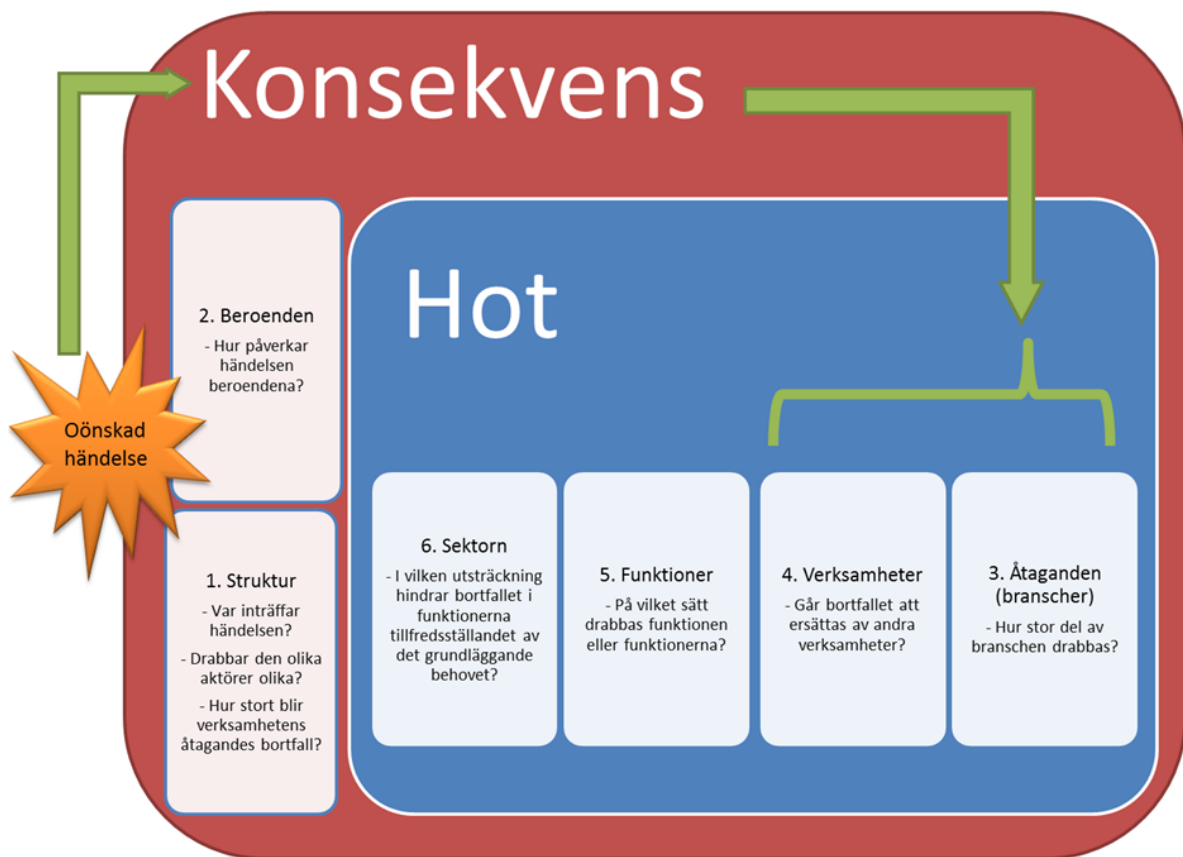 Konsekvens
Hot
Oönskad
händelse
2. Beroenden
- Hur påverkar
händelsen
beroendena?
1. Struktur
- Var inträffar
händelsen?
- Drabbar den olika
aktörer olika?
- Hur stort blir
verksamhetens
åtagandes bortfall?
6. Sektorn
- I vilken utsträckning
hindrar bortfallet i
funktionerna
tillfredsställandet av
det grundläggande
behovet?
5. Funktioner
- På vilket sätt
drabbas funktionen
eller funktionerna?
4. Verksamheter
- Går bortfallet att
ersättas av andra
verksamheter?
3. Åtaganden
(branscher)
- Hur stor del av
branschen drabbas?